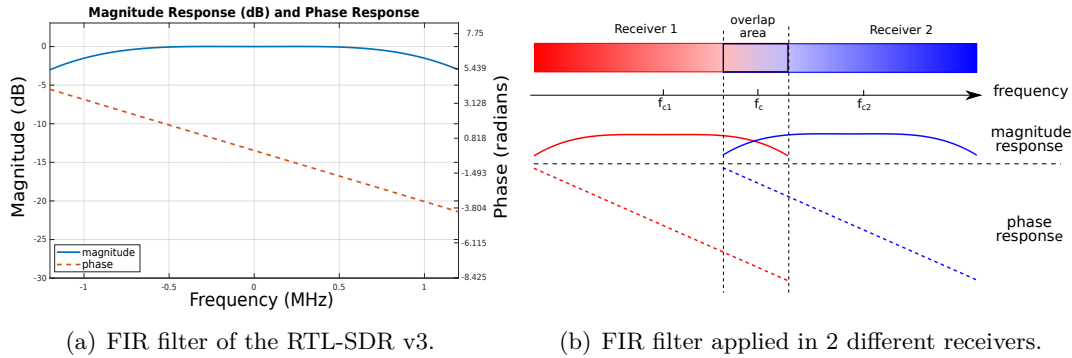 Magnitude Response (dB) and Phase Response
Magnitude (dB)
0
-5
-10
-15
-20
-25
-30
7.75
5.439
3.128
0.818
-1.493
-3.804
-6.115
-8.425
Phase (radians)
magnitude
phase
-1
-0.5
0
0.5
1
Frequency (MHz)
(a) FIR filter of the RTL-SDR v3.
overlap
area
Receiver 1
Receiver 2
frequency
fc1
fc
fc2
magnitude
response
phase
response
(b) FIR filter applied in 2 different receivers.